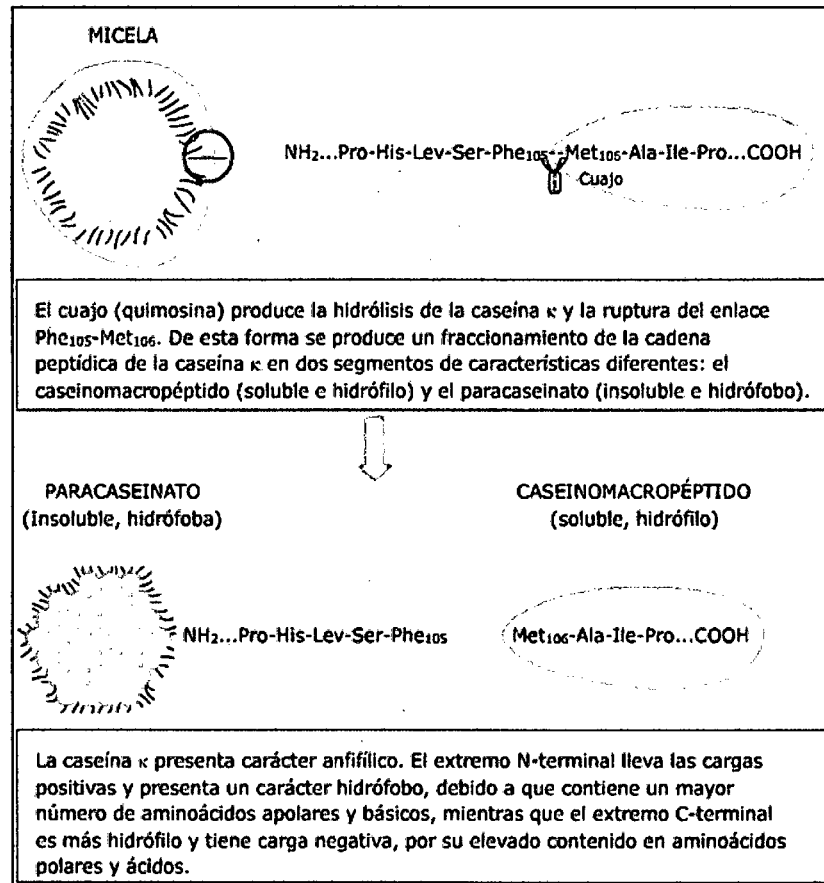 MICELA
NH₂...Pro-His-Lev-Ser-Phe₁₀₅--Met₁₀₅-Ala-Ile-Pro...COOH
Cuajo
El cuajo (quimosina) produce la hidrólisis de la caseína κ y la ruptura del enlace
Phe₁₀₅-Met₁₀₆. De esta forma se produce un fraccionamiento de la cadena
peptídica de la caseína κ en dos segmentos de características diferentes: el
caseinomacropéptido (soluble e hidrófilo) y el paracaseinato (insoluble e hidrófobo).
PARACASEINATO
(Insoluble, hidrófoba)
CASEINOMACROPÉPTIDO
(soluble, hidrófilo)
NH₂...Pro-His-Lev-Ser-Phe₁₀₅
Met₁₀₆-Ala-Ile-Pro...COOH
La caseína κ presenta carácter anfifílico. El extremo N-terminal lleva las cargas
positivas y presenta un carácter hidrófobo, debido a que contiene un mayor
número de aminoácidos apolares y básicos, mientras que el extremo C-terminal
es más hidrófilo y tiene carga negativa, por su elevado contenido en aminoácidos
polares y ácidos.